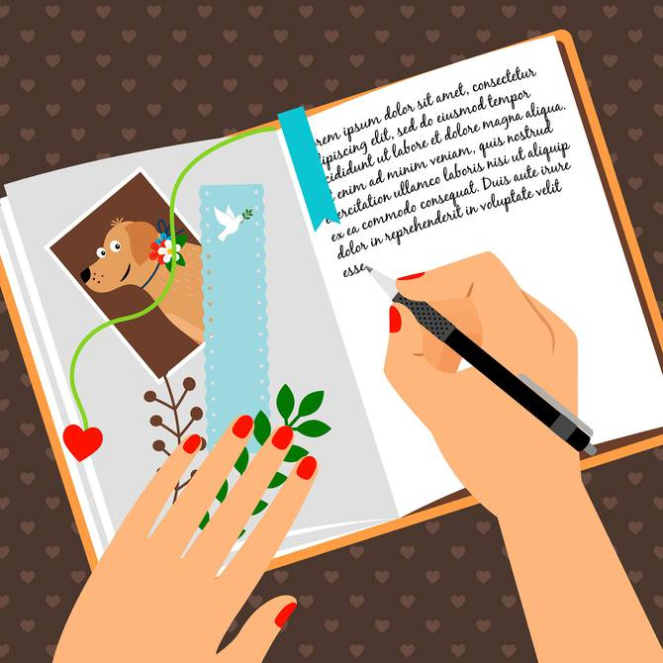 rem ipsum dolor sit amet, consectetur
ipiscing elit, sed do eiusmod tempor
cididunt ut labore et dolore magna aliqua.
t enim ad minim veniam, quis nostrud
ercitation ullamco laboris nisi ut aliquip
ex ea commodo consequat. Duis aute irure
dolor in reprehenderit in voluptate velit
esse